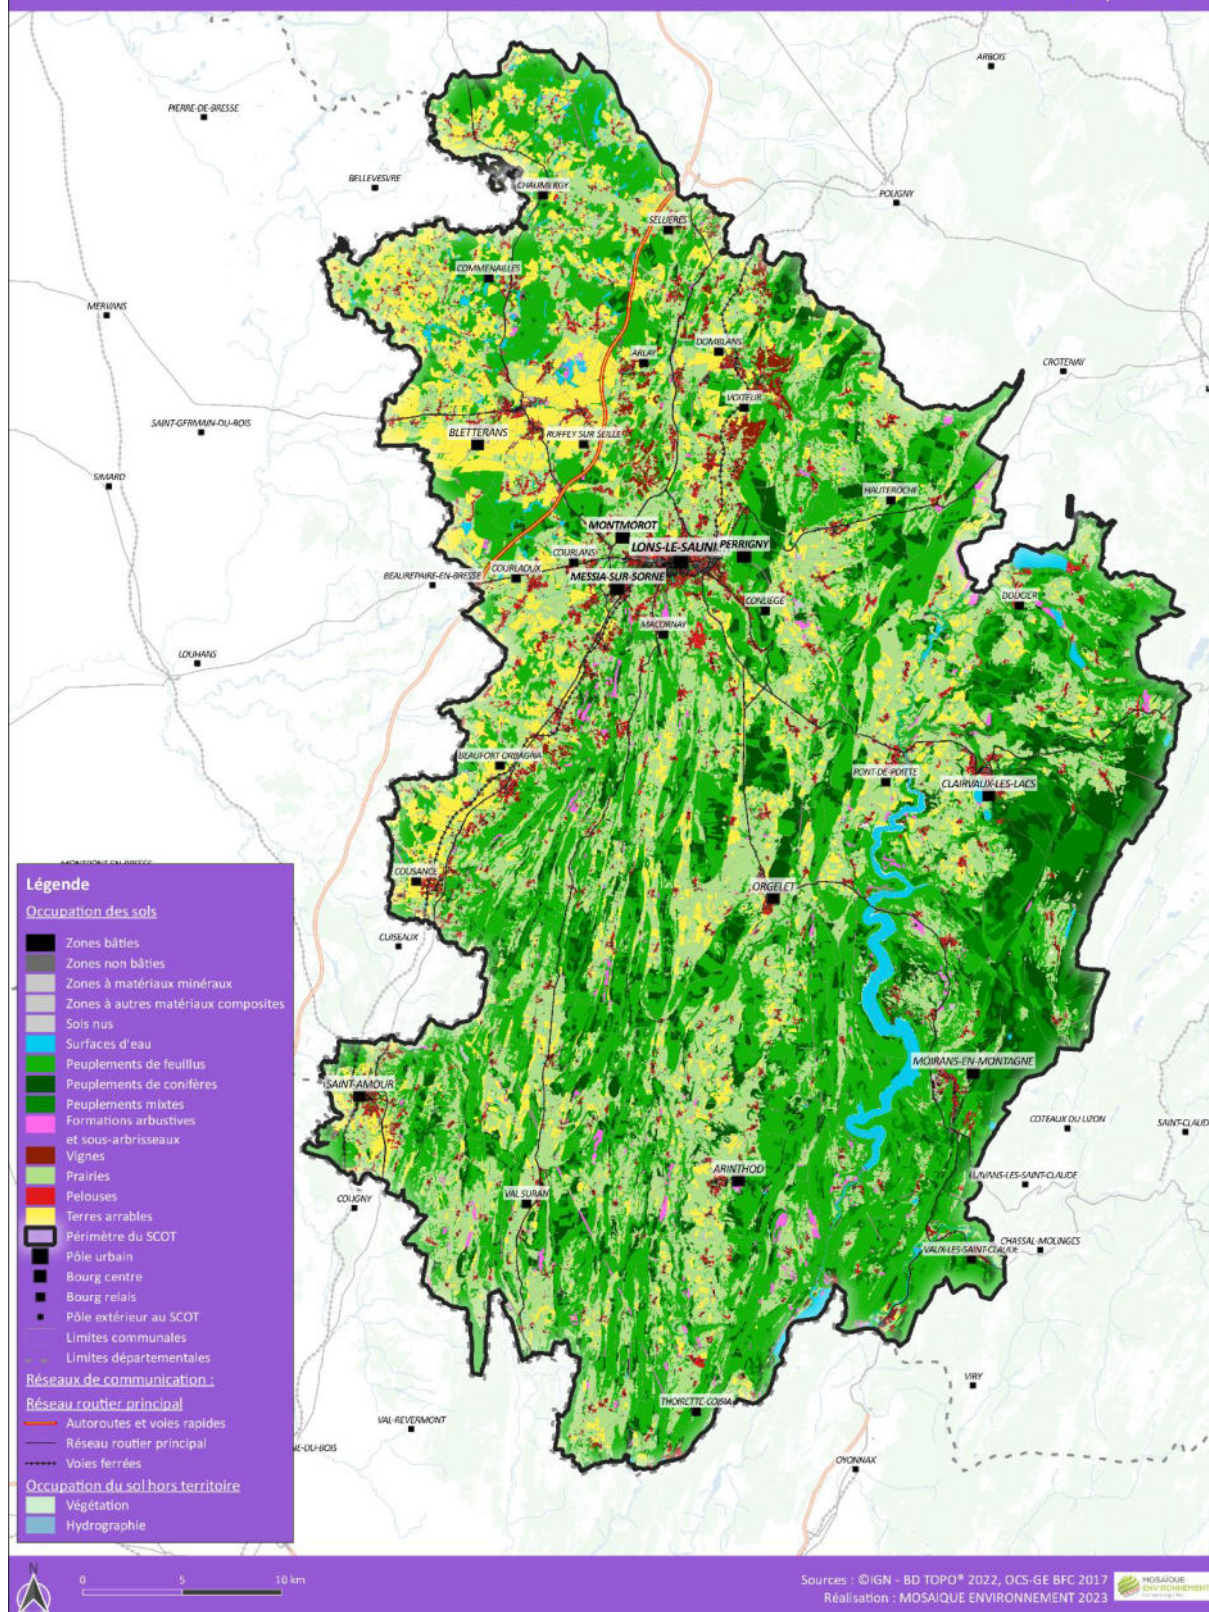 ARBOIS
PIERRE-DE-BRESSE
BELLEVESVRE
CHAUMERGY
POLIGNY
SELLIERES
COMMENAILLES
MERVANS
ARLAY
DOMBLANS
CROTENAY
VOITEUR
SAINT-GERMAIN-DU-BOIS
BLETTERANS
RUFFEY SUR SEILLE
SIMARD
HAUTEROCHE
MONTMOROT
LONS-LE-SAUNI
PERRIGNY
COURLANS
COURLAOUX
BEAUREPAIRE-EN-BRESSE
MESSIA-SUR-SORNE
CONLIEGE
DOUCIER
MACORNAY
LOUHANS
BEAUFORT ORBAGNA
PONT-DE-POITTE
CLAIRVAUX-LES-LACS
COUSANCE
ORGELET
CUISEAUX
MOIRANS-EN-MONTAGNE
SAINT-AMOUR
COTEAUX DU LIZON
SAINT-CLAUD
ARINTHOD
LAVANS-LES-SAINT-CLAUDE
COLIGNY
VAL SURAN
CHASSAL-MOLINGES
VAUX-LES-SAINT-CLAUDE
VIRY
THOIRETTE-COISIA
VAL-REVERMONT
NE-DU-BOIS
OYONNAX
Légende
Occupation des sols
Zones bâties
Zones non bâties
Zones à matériaux minéraux
Zones à autres matériaux composites
Sols nus
Surfaces d'eau
Peuplements de feuillus
Peuplements de conifères
Peuplements mixtes
Formations arbustives
et sous-arbrisseaux
Vignes
Prairies
Pelouses
Terres arrables
Périmètre du SCOT
Pôle urbain
Bourg centre
Bourg relais
Pôle extérieur au SCOT
Limites communales
Limites départementales
Réseaux de communication :
Réseau routier principal
Autoroutes et voies rapides
Réseau routier principal
Voies ferrées
Occupation du sol hors territoire
Végétation
Hydrographie
N
0 5 10 km
Sources : ©IGN - BD TOPO® 2022, OCS-GE BFC 2017
Réalisation : MOSAIQUE ENVIRONNEMENT 2023
MOSAÏQUE
ENVIRONNEMENT